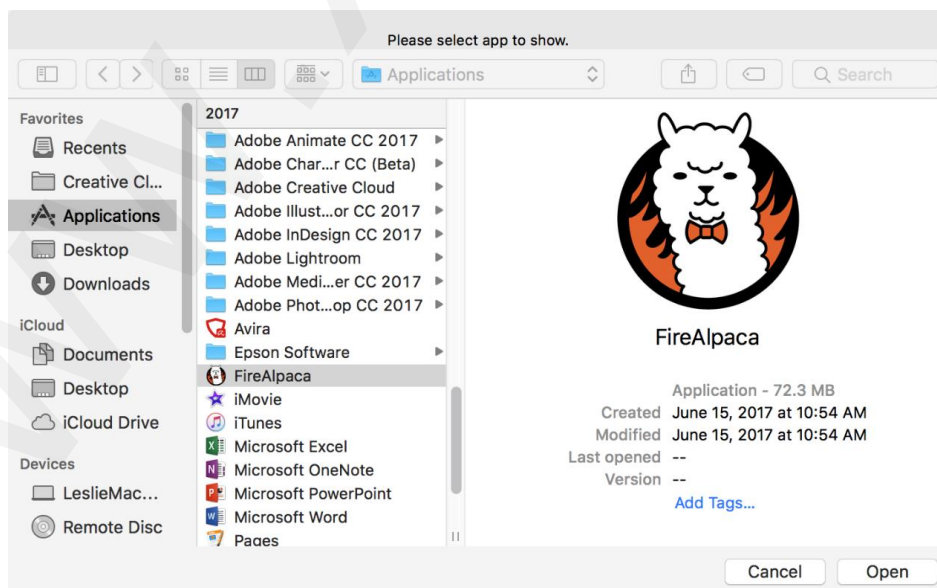 Please select app to show.
Applications
Search
Favorites
Recents
Creative Cl...
Applications
Desktop
Downloads
iCloud
Documents
Desktop
iCloud Drive
Devices
LeslieMac...
Remote Disc
2017
Adobe Animate CC 2017
Adobe Char...r CC (Beta)
Adobe Creative Cloud
Adobe Illust...or CC 2017
Adobe InDesign CC 2017
Adobe Lightroom
Adobe Medi...er CC 2017
Adobe Phot...op CC 2017
Avira
Epson Software
FireAlpaca
iMovie
iTunes
Microsoft Excel
Microsoft OneNote
Microsoft PowerPoint
Microsoft Word
Pages
FireAlpaca
Application - 72.3 MB
Created June 15, 2017 at 10:54 AM
Modified June 15, 2017 at 10:54 AM
Last opened --
Version --
Add Tags...
Cancel
Open